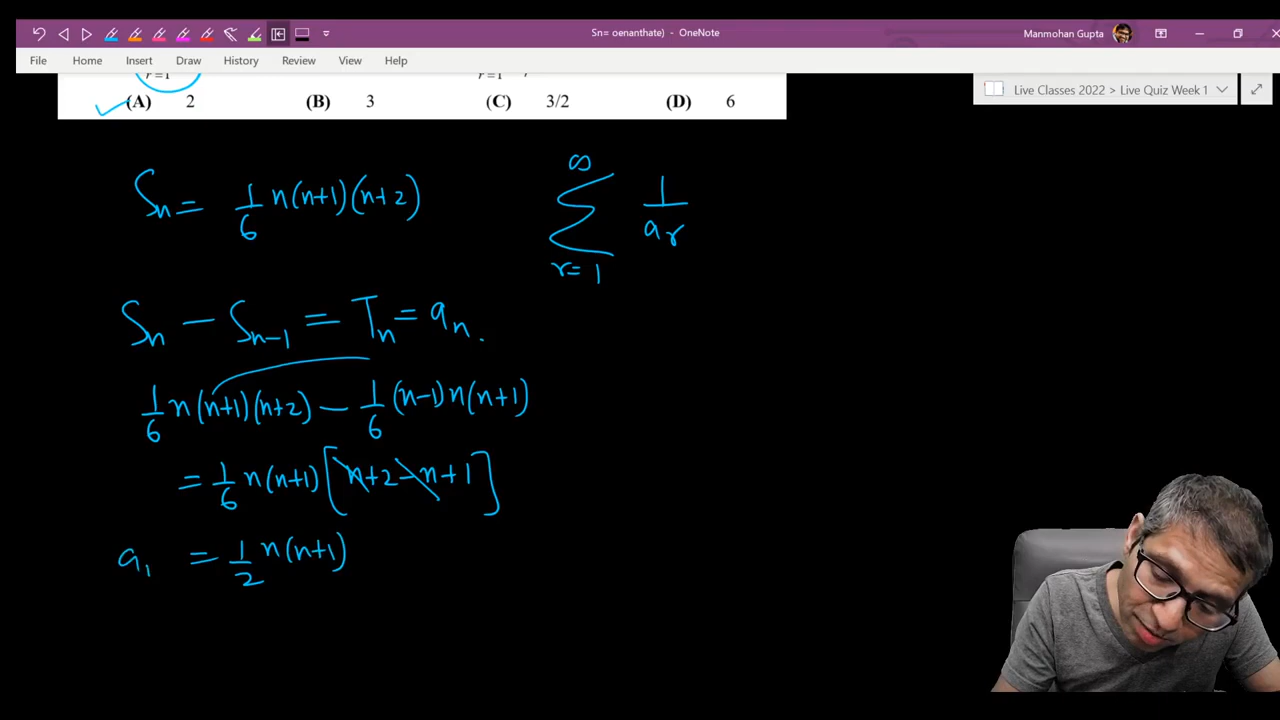 Sn= oenanthate) - OneNote
Manmohan Gupta
File Home Insert Draw History Review View Help
Live Classes 2022 > Live Quiz Week 1
r=1 r=1
(A) 2 (B) 3 (C) 3/2 (D) 6
Sn = 1/6 n(n+1)(n+2)
∞ Σ r=1 1/ar
Sn - Sn-1 = Tn = an.
1/6 n(n+1)(n+2) - 1/6 (n-1)n(n+1)
= 1/6 n(n+1)[n+2-n+1]
a1 = 1/2 n(n+1)